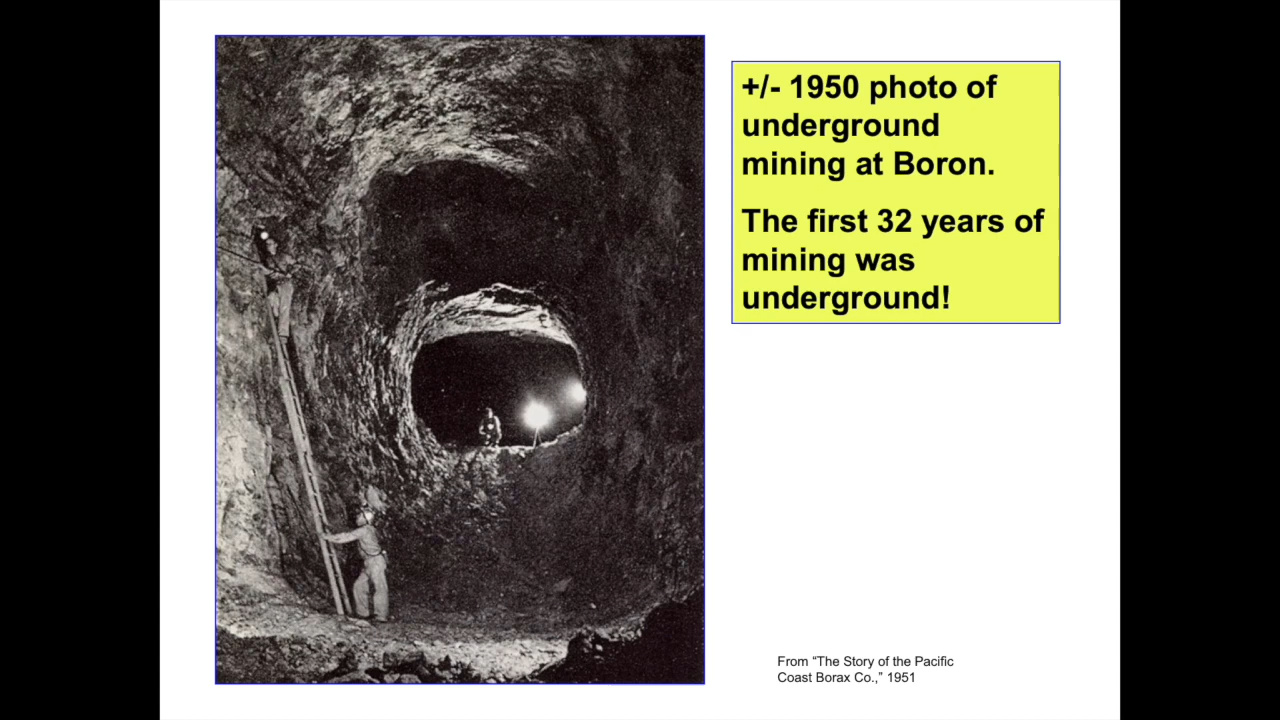 +/- 1950 photo of
underground
mining at Boron.
The first 32 years of
mining was
underground!
From “The Story of the Pacific
Coast Borax Co.,” 1951